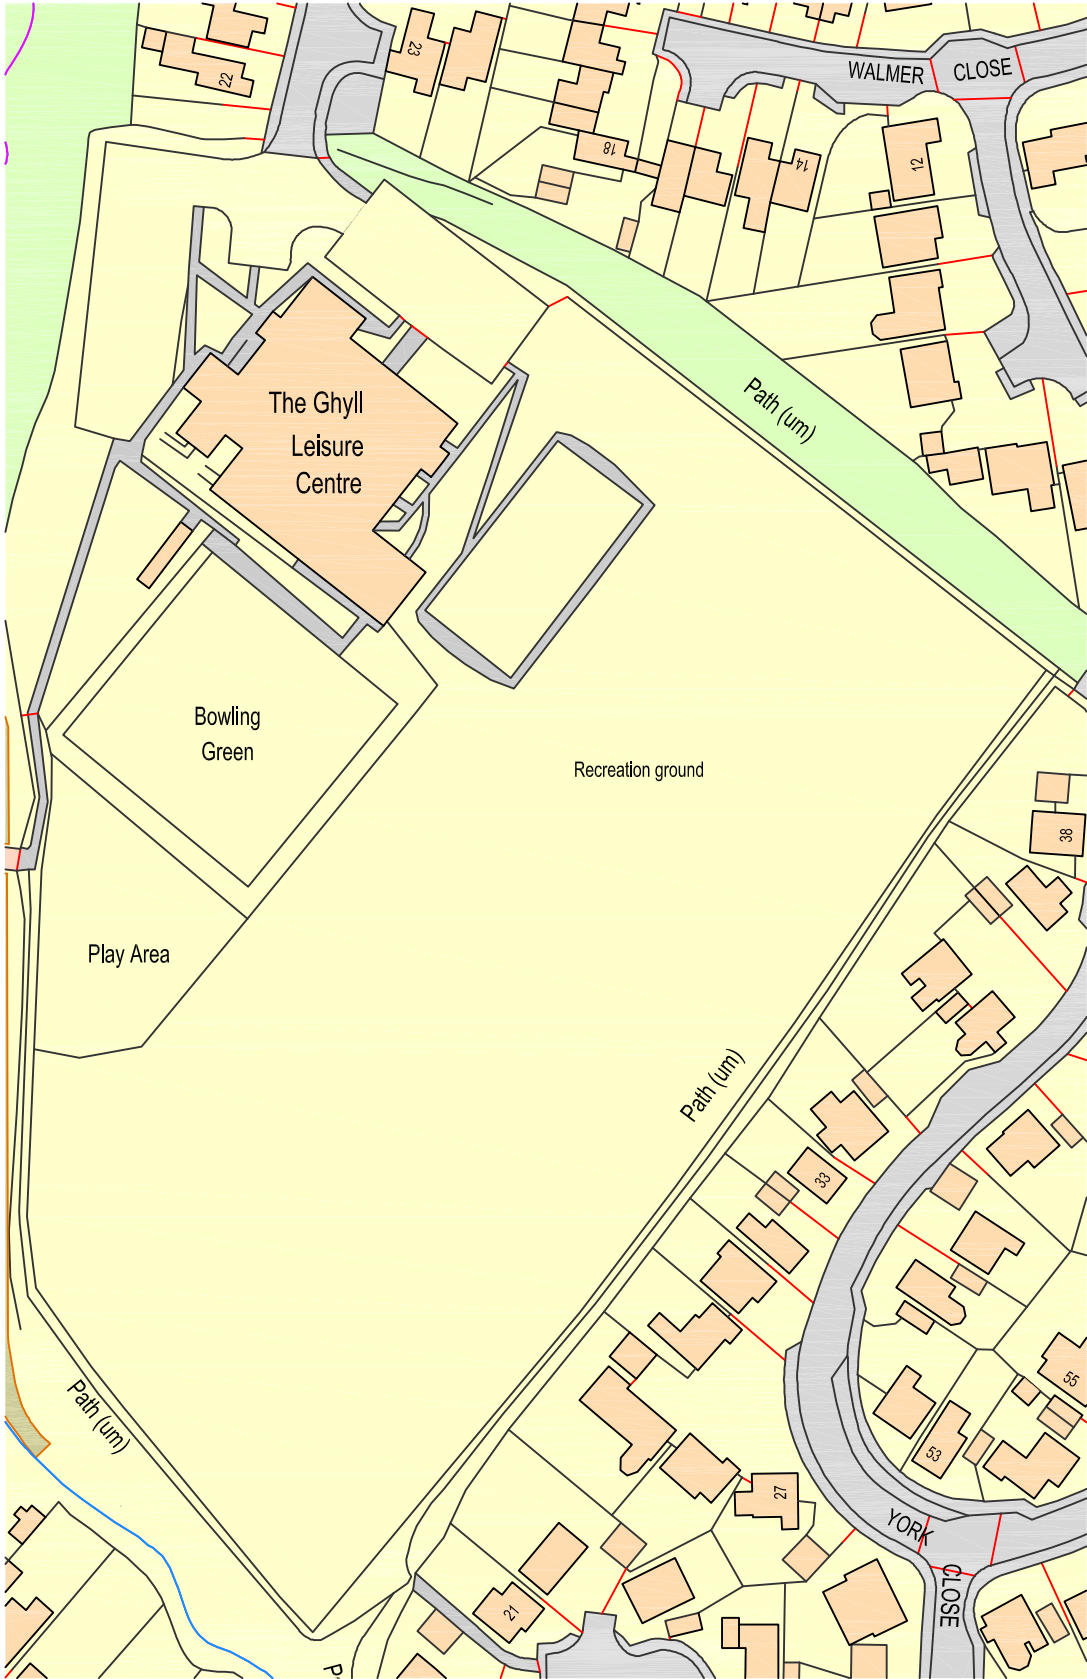 23
22
WALMER CLOSE
18
14
12
The Ghyll
Leisure
Centre
Path (um)
Bowling
Green
Recreation ground
38
Play Area
Path (um)
33
55
Path (um)
53
27
YORK
CLOSE
21